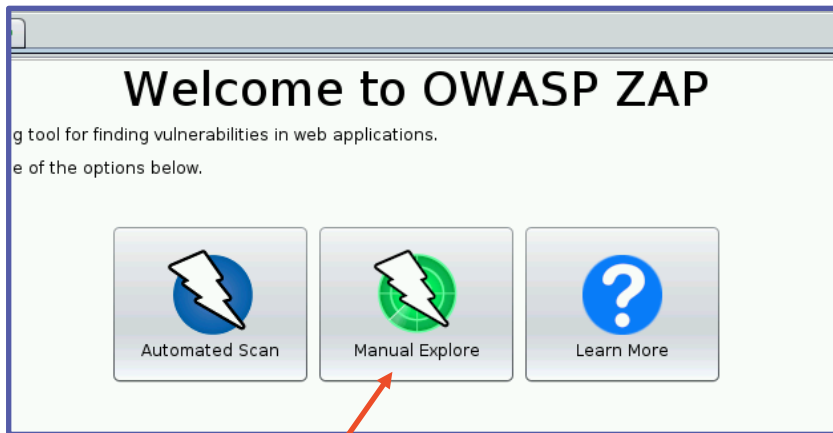 Welcome to OWASP ZAP
g tool for finding vulnerabilities in web applications.
e of the options below.
Automated Scan
Manual Explore
Learn More